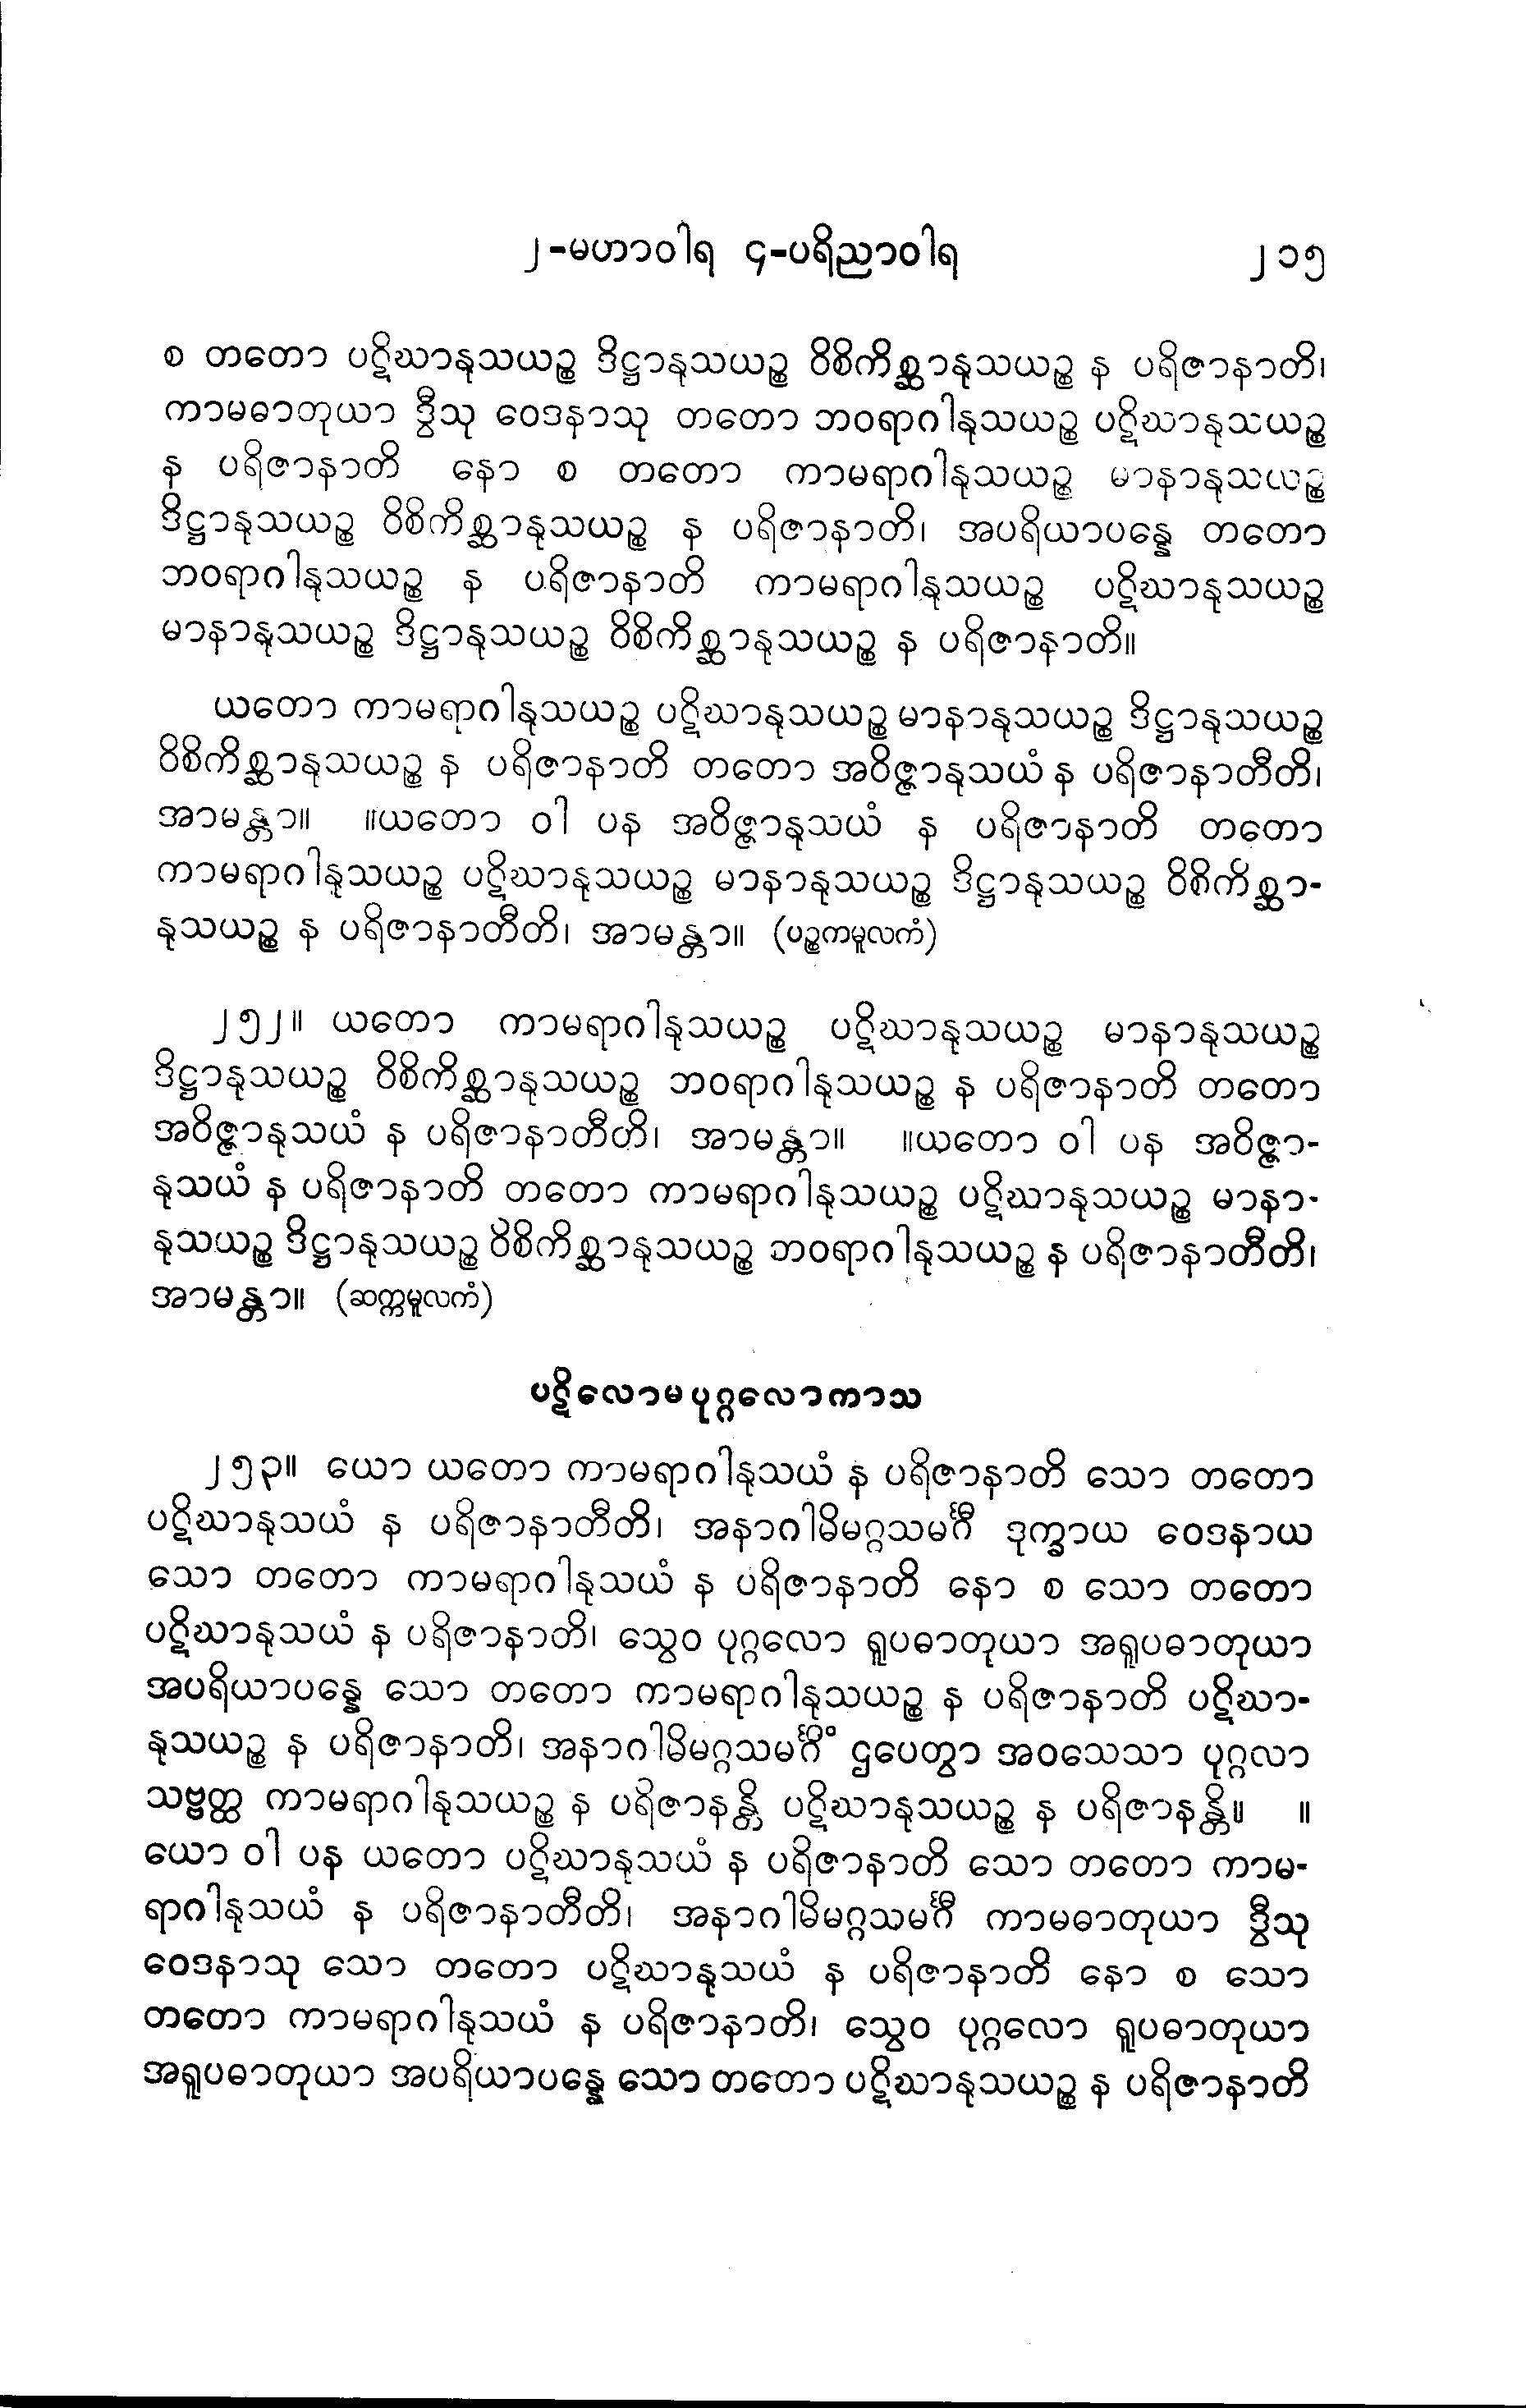 ၂-မဟာဝါရ ၄-ပရိညာဝါရ ၂၁၅
စ တတော ပဋိဃာနုသယဉ္စ ဒိဋ္ဌာနုသယဉ္စ ဝိစိကိစ္ဆာနုသယဉ္စ န ပရိဇာနာတိ၊
ကာမဓာတုယာ ဒွီသု ဝေဒနာသု တတော ဘဝရာဂါနုသယဉ္စ ပဋိဃာနုသယဉ္စ
န ပရိဇာနာတိ နော စ တတော ကာမရာဂါနုသယဉ္စ မာနာနုသယဉ္စ
ဒိဋ္ဌာနုသယဉ္စ ဝိစိကိစ္ဆာနုသယဉ္စ န ပရိဇာနာတိ၊ အပရိယာပန္နေ တတော
ဘဝရာဂါနုသယဉ္စ န ပရိဇာနာတိ ကာမရာဂါနုသယဉ္စ ပဋိဃာနုသယဉ္စ
မာနာနုသယဉ္စ ဒိဋ္ဌာနုသယဉ္စ ဝိစိကိစ္ဆာနုသယဉ္စ န ပရိဇာနာတိ။
ယတော ကာမရာဂါနုသယဉ္စ ပဋိဃာနုသယဉ္စ မာနာနုသယဉ္စ ဒိဋ္ဌာနုသယဉ္စ
ဝိစိကိစ္ဆာနုသယဉ္စ န ပရိဇာနာတိ တတော အဝိဇ္ဇာနုသယံ န ပရိဇာနာတီတိ၊
အာမန္တာ။ ။ယတော ဝါ ပန အဝိဇ္ဇာနုသယံ န ပရိဇာနာတိ တတော
ကာမရာဂါနုသယဉ္စ ပဋိဃာနုသယဉ္စ မာနာနုသယဉ္စ ဒိဋ္ဌာနုသယဉ္စ ဝိစိကိစ္ဆာ-
နုသယဉ္စ န ပရိဇာနာတီတိ၊ အာမန္တာ။ (ပဉ္စကမူလကံ)
၂၅၂။ ယတော ကာမရာဂါနုသယဉ္စ ပဋိဃာနုသယဉ္စ မာနာနုသယဉ္စ
ဒိဋ္ဌာနုသယဉ္စ ဝိစိကိစ္ဆာနုသယဉ္စ ဘဝရာဂါနုသယဉ္စ န ပရိဇာနာတိ တတော
အဝိဇ္ဇာနုသယံ န ပရိဇာနာတီတိ၊ အာမန္တာ။ ။ယတော ဝါ ပန အဝိဇ္ဇာ-
နုသယံ န ပရိဇာနာတိ တတော ကာမရာဂါနုသယဉ္စ ပဋိဃာနုသယဉ္စ မာနာ-
နုသယဉ္စ ဒိဋ္ဌာနုသယဉ္စ ဝိစိကိစ္ဆာနုသယဉ္စ ဘဝရာဂါနုသယဉ္စ န ပရိဇာနာတီတိ၊
အာမန္တာ။ (ဆက္ကမူလကံ)
ပဋိလောမပုဂ္ဂလောကာသ
၂၅၃။ ယော ယတော ကာမရာဂါနုသယံ န ပရိဇာနာတိ သော တတော
ပဋိဃာနုသယံ န ပရိဇာနာတီတိ၊ အနာဂါမိမဂ္ဂသမင်္ဂီ ဒုက္ခာယ ဝေဒနာယ
သော တတော ကာမရာဂါနုသယံ န ပရိဇာနာတိ နော စ သော တတော
ပဋိဃာနုသယံ န ပရိဇာနာတိ၊ သွေဝ ပုဂ္ဂလော ရူပဓာတုယာ အရူပဓာတုယာ
အပရိယာပန္နေ သော တတော ကာမရာဂါနုသယဉ္စ န ပရိဇာနာတိ ပဋိဃာ-
နုသယဉ္စ န ပရိဇာနာတိ၊ အနာဂါမိမဂ္ဂသမင်္ဂိံ ဌပေတွာ အဝသေသာ ပုဂ္ဂလာ
သဗ္ဗတ္ထ ကာမရာဂါနုသယဉ္စ န ပရိဇာနန္တိ ပဋိဃာနုသယဉ္စ န ပရိဇာနန္တိ။ ။
ယော ဝါ ပန ယတော ပဋိဃာနုသယံ န ပရိဇာနာတိ သော တတော ကာမ-
ရာဂါနုသယံ န ပရိဇာနာတီတိ၊ အနာဂါမိမဂ္ဂသမင်္ဂီ ကာမဓာတုယာ ဒွီသု
ဝေဒနာသု သော တတော ပဋိဃာနုသယံ န ပရိဇာနာတိ နော စ သော
တတော ကာမရာဂါနုသယံ န ပရိဇာနာတိ၊ သွေဝ ပုဂ္ဂလော ရူပဓာတုယာ
အရူပဓာတုယာ အပရိယာပန္နေ သော တတော ပဋိဃာနုသယဉ္စ န ပရိဇာနာတိ